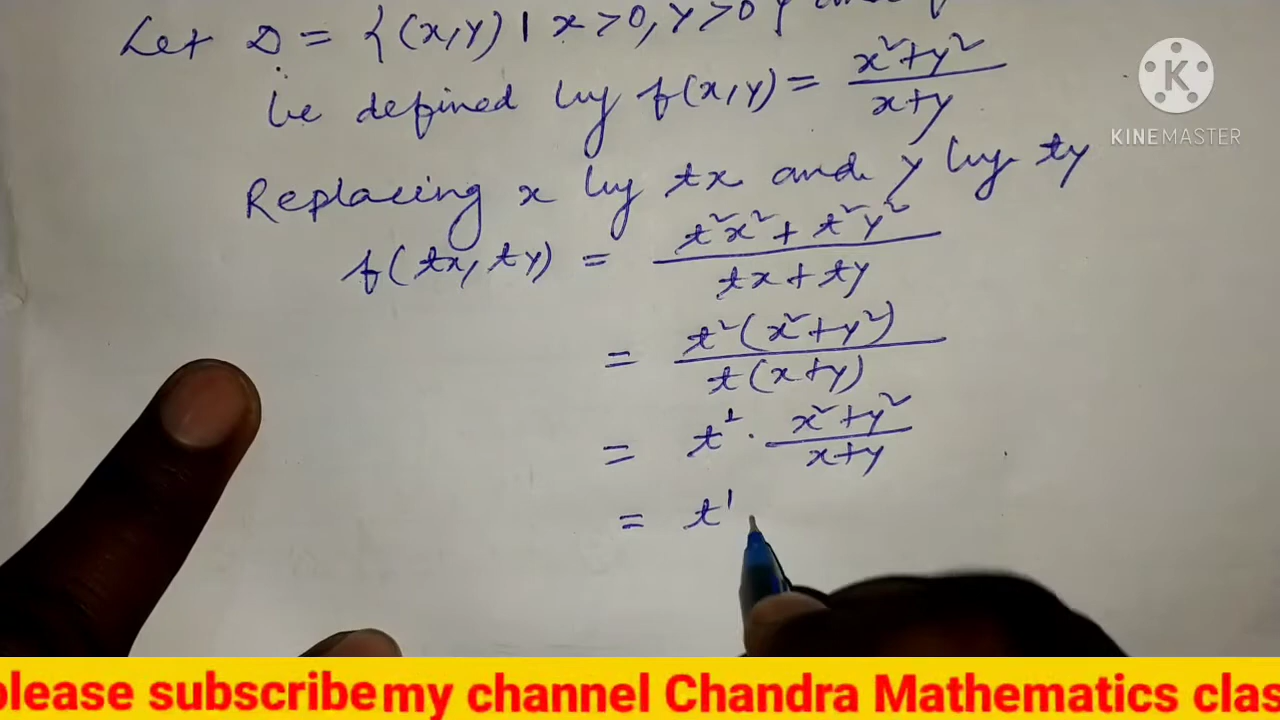 Let D = {(x,y) | x>0, y>0} and f
be defined by f(x,y) = x²+y² / x+y
KINEMASTER
Replacing x by tx and y by ty
f(tx, ty) = t²x² + t²y² / tx + ty
= t²(x²+y²) / t(x+y)
= t¹ · x²+y² / x+y
= t¹
please subscribe my channel Chandra Mathematics clas